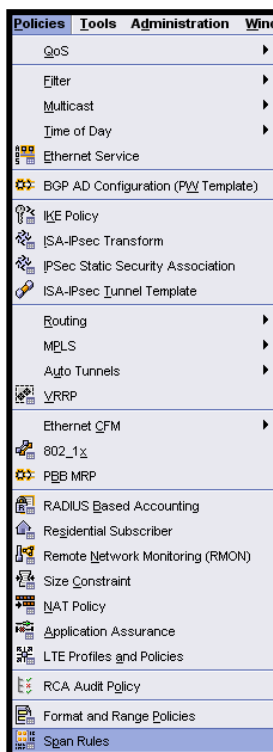 Policies Tools Administration
QoS
Filter
Multicast
Time of Day
Ethernet Service
BGP AD Configuration (PW Template)
IKE Policy
ISA-IPsec Transform
IPSec Static Security Association
ISA-IPsec Tunnel Template
Routing
MPLS
Auto Tunnels
VRRP
Ethernet CFM
802_1x
PBB MRP
RADIUS Based Accounting
Residential Subscriber
Remote Network Monitoring (RMON)
Size Constraint
NAT Policy
Application Assurance
LTE Profiles and Policies
RCA Audit Policy
Format and Range Policies
Span Rules